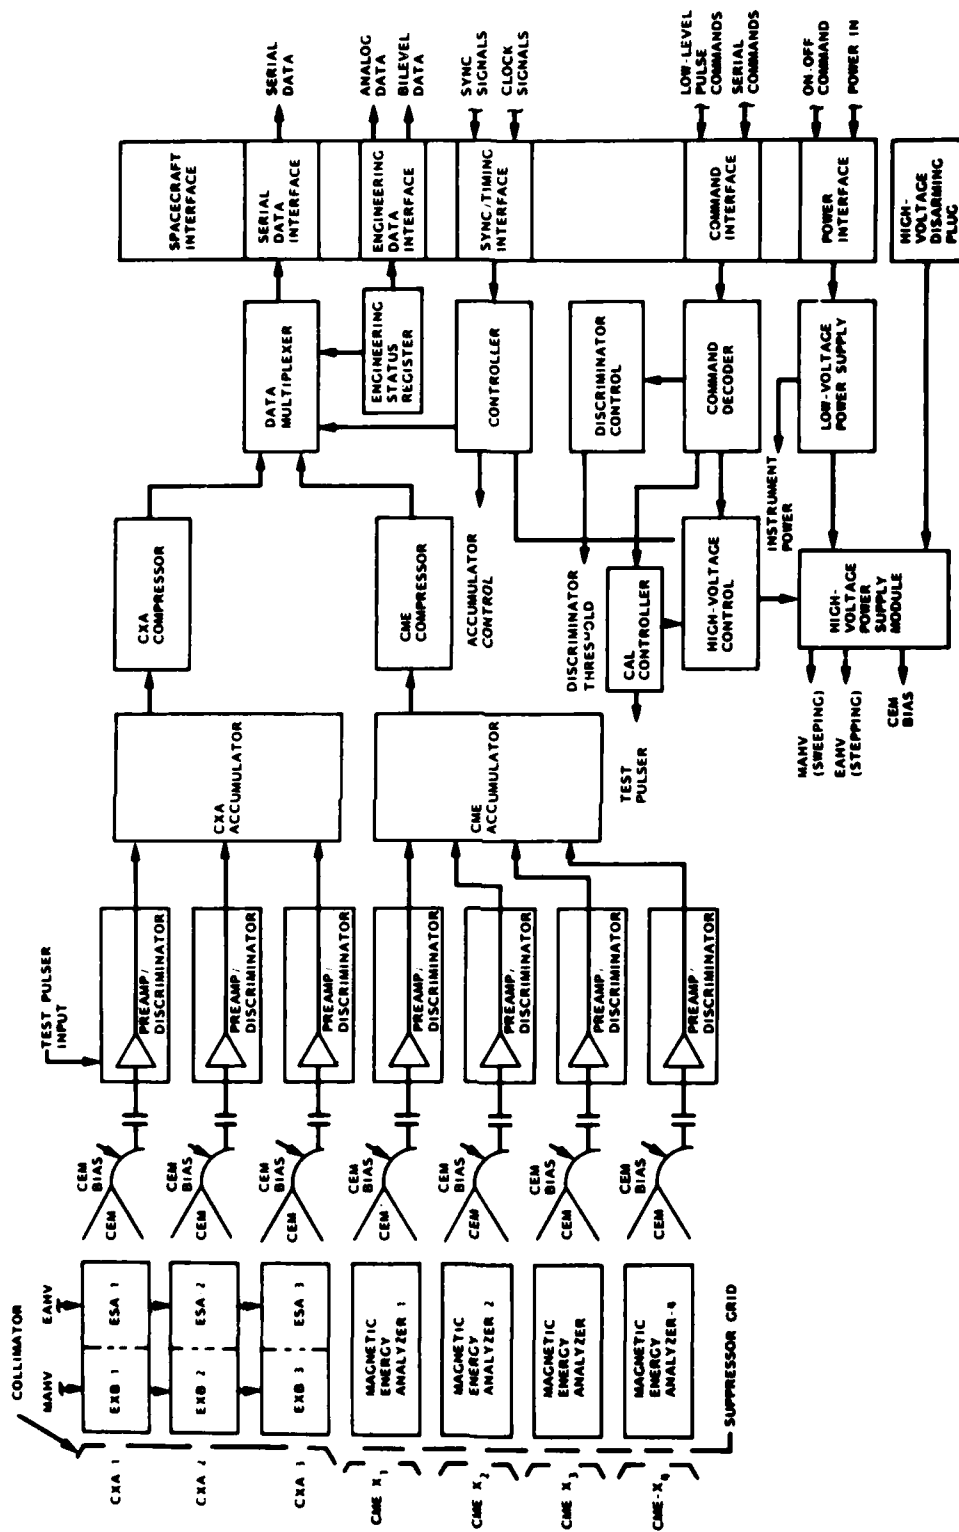 COLLIMATOR
MAHV
EAHV
CXA 1
EXB 1
ESA 1
CXA 2
EXB 2
ESA 2
CXA 3
EXB 3
ESA 3
CME X1
MAGNETIC
ENERGY
ANALYZER 1
CME X2
MAGNETIC
ENERGY
ANALYZER 2
CME X3
MAGNETIC
ENERGY
ANALYZER
CME-X4
MAGNETIC
ENERGY
ANALYZER-4
SUPPRESSOR GRID
CEM
CEM
BIAS
CEM
CEM
BIAS
CEM
CEM
BIAS
CEM
CEM
BIAS
CEM
CEM
BIAS
CEM
CEM
BIAS
CEM
CEM
BIAS
TEST PULSER
INPUT
PREAMP/
DISCRIMINATOR
PREAMP/
DISCRIMINATOR
PREAMP/
DISCRIMINATOR
PREAMP/
DISCRIMINATOR
PREAMP/
DISCRIMINATOR
PREAMP/
DISCRIMINATOR
PREAMP/
DISCRIMINATOR
CXA
ACCUMULATOR
CME
ACCUMULATOR
CXA
COMPRESSOR
CME
COMPRESSOR
ACCUMULATOR
CONTROL
DISCRIMINATOR
THRESHOLD
TEST
PULSER
CAL
CONTROLLER
HIGH-VOLTAGE
CONTROL
INSTRUMENT
POWER
MAHV
(SWEEPING)
EAHV
(STEPPING)
CEM
BIAS
HIGH-
VOLTAGE
POWER
SUPPLY
MODULE
DATA
MULTIPLEXER
ENGINEERING
STATUS
REGISTER
CONTROLLER
DISCRIMINATOR
CONTROL
COMMAND
DECODER
LOW-VOLTAGE
POWER SUPPLY
SPACECRAFT
INTERFACE
SERIAL
DATA
INTERFACE
ENGINEERING
DATA
INTERFACE
SYNC/TIMING
INTERFACE
COMMAND
INTERFACE
POWER
INTERFACE
HIGH-
VOLTAGE
DISARMING
PLUG
SERIAL
DATA
ANALOG
DATA
BILEVEL
DATA
SYNC
SIGNALS
CLOCK
SIGNALS
LOW-LEVEL
PULSE
COMMANDS
SERIAL
COMMANDS
ON-OFF
COMMAND
POWER IN